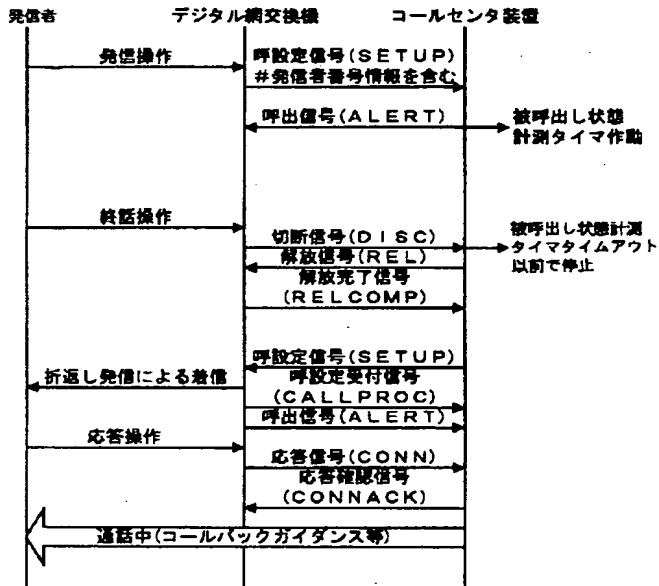 発信者
デジタル網交換機
コールセンタ装置
発信操作
呼設定信号(SETUP)
#発信者番号情報を含む
呼出信号(ALERT)
被呼出し状態
計測タイマ作動
終話操作
切断信号(DISC)
被呼出し状態計測
タイマタイムアウト
以前で停止
解放信号(REL)
解放完了信号
(RELCOMP)
呼設定信号(SETUP)
折返し発信による着信
呼設定受付信号
(CALLPROC)
呼出信号(ALERT)
応答操作
応答信号(CONN)
応答確認信号
(CONNACK)
通話中(コールバックガイダンス等)